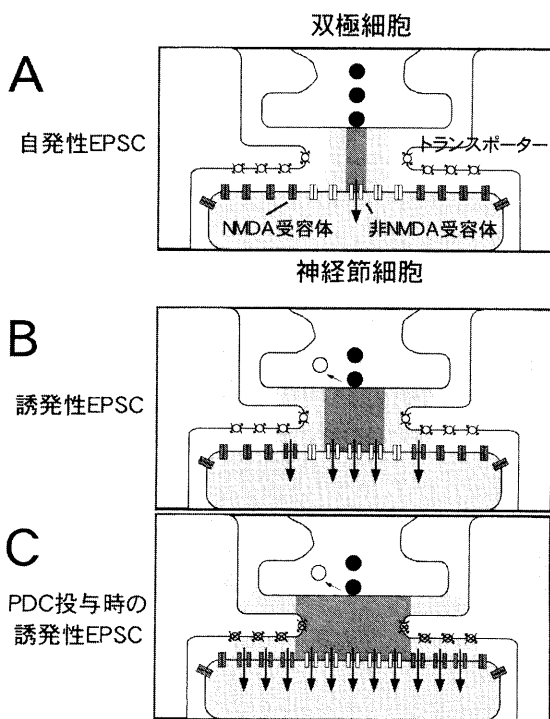 双極細胞
A
自発性EPSC
トランスポーター
NMDA受容体
非NMDA受容体
神経節細胞
B
誘発性EPSC
C
PDC投与時の
誘発性EPSC